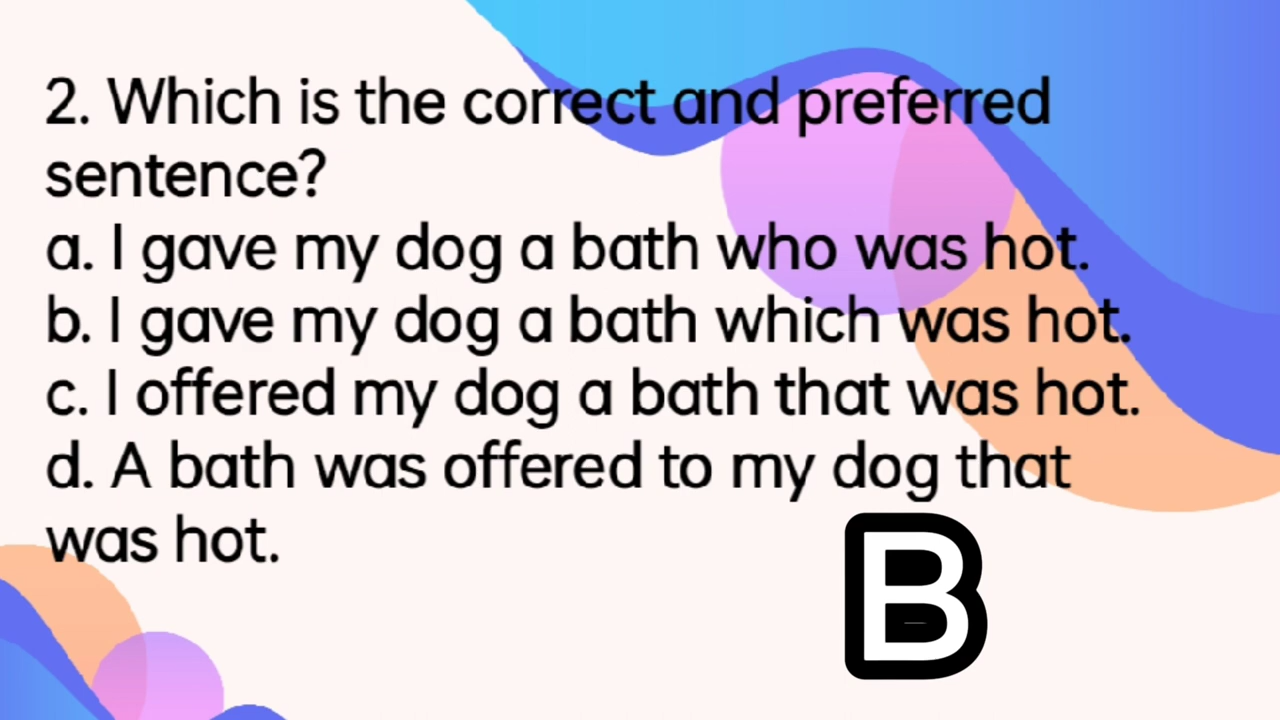 2. Which is the correct and preferred
sentence?
a. I gave my dog a bath who was hot.
b. I gave my dog a bath which was hot.
c. I offered my dog a bath that was hot.
d. A bath was offered to my dog that
was hot.
B